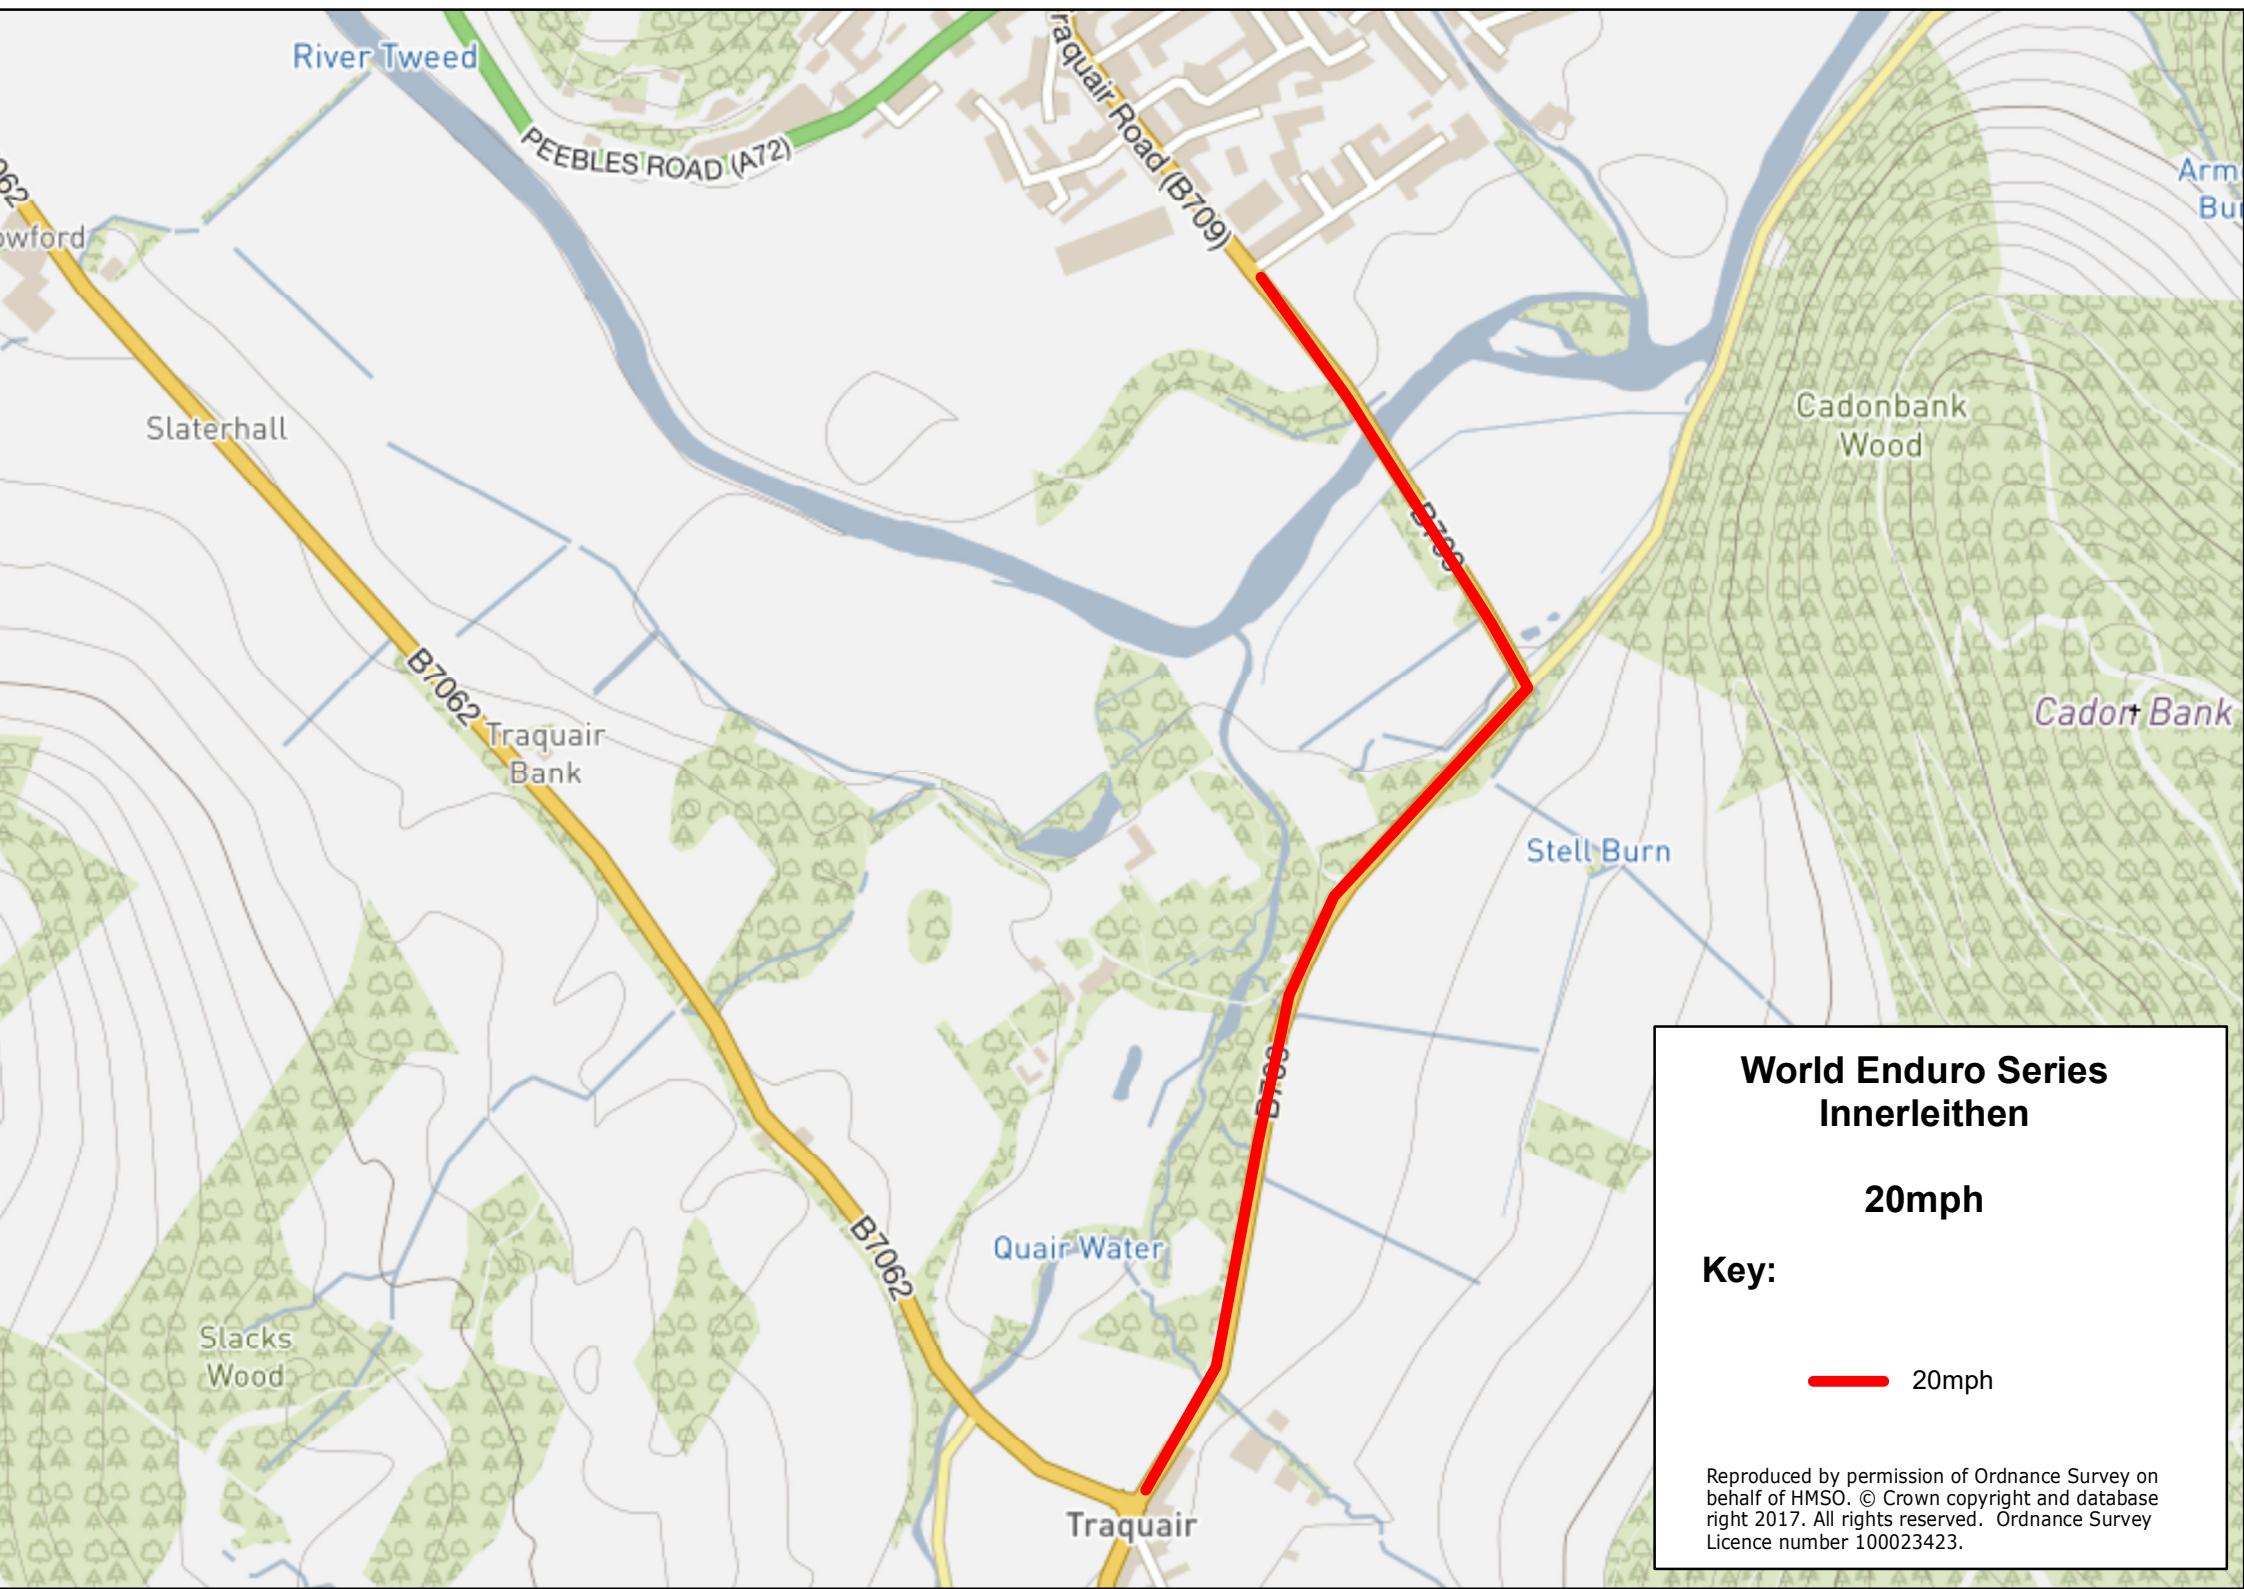 River Tweed
PEEBLES ROAD (A72)
Traquair Road (B709)
Slaterhall
B7062
Traquair
Bank
B709
Cadonbank
Wood
Cadon Bank
Stell Burn
B709
B7062
Quair Water
Slacks
Wood
Traquair
World Enduro Series
Innerleithen
20mph
Key:
20mph
Reproduced by permission of Ordnance Survey on
behalf of HMSO. © Crown copyright and database
right 2017. All rights reserved. Ordnance Survey
Licence number 100023423.